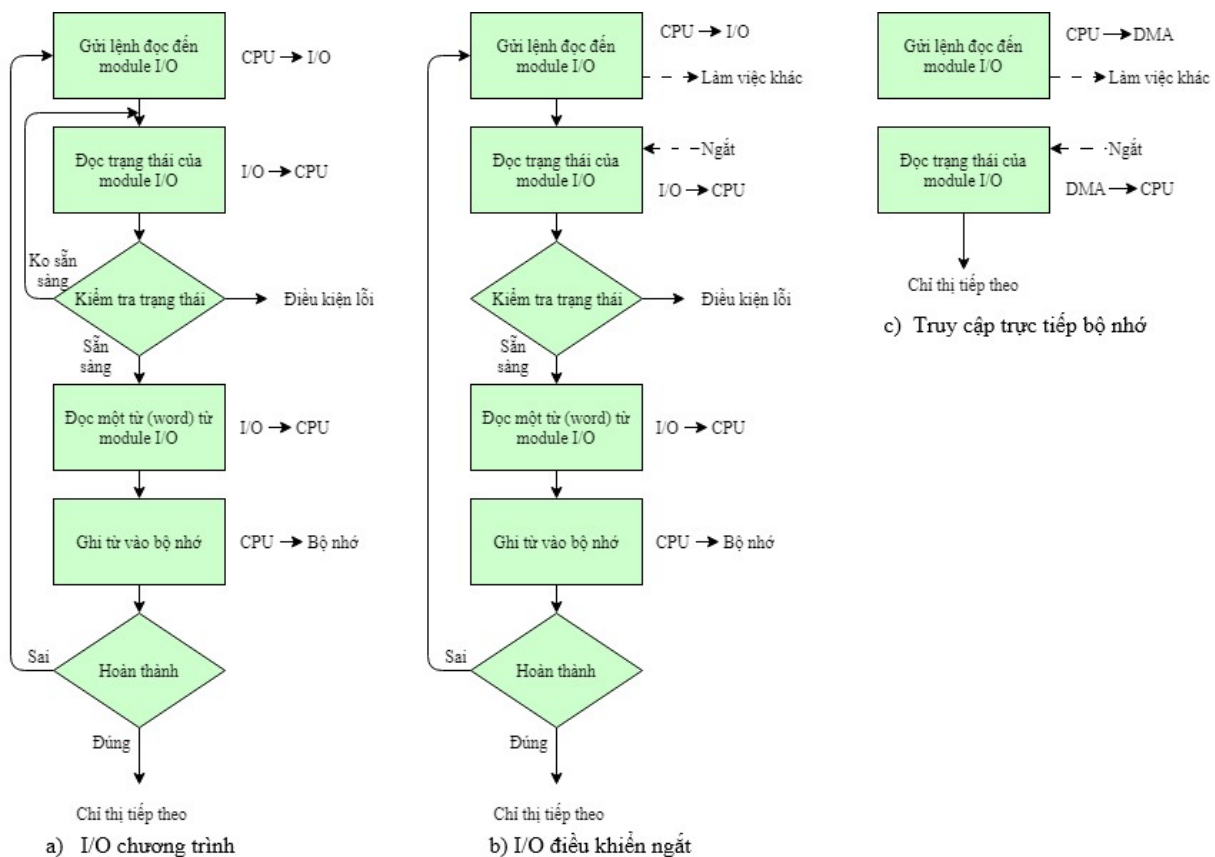 Gửi lệnh đọc đến
module I/O
CPU → I/O
Đọc trạng thái của
module I/O
I/O → CPU
Ko sẵn
sàng
Kiểm tra trạng thái
Điều kiện lỗi
Sẵn
sàng
Đọc một từ (word) từ
module I/O
I/O → CPU
Ghi từ vào bộ nhớ
CPU → Bộ nhớ
Sai
Hoàn thành
Đúng
Chỉ thị tiếp theo
a) I/O chương trình
Gửi lệnh đọc đến
module I/O
CPU → I/O
Làm việc khác
Đọc trạng thái của
module I/O
Ngắt
I/O → CPU
Kiểm tra trạng thái
Điều kiện lỗi
Sẵn
sàng
Đọc một từ (word) từ
module I/O
I/O → CPU
Ghi từ vào bộ nhớ
CPU → Bộ nhớ
Sai
Hoàn thành
Đúng
Chỉ thị tiếp theo
b) I/O điều khiển ngắt
Gửi lệnh đọc đến
module I/O
CPU → DMA
Làm việc khác
Đọc trạng thái của
module I/O
Ngắt
DMA → CPU
Chỉ thị tiếp theo
c) Truy cập trực tiếp bộ nhớ